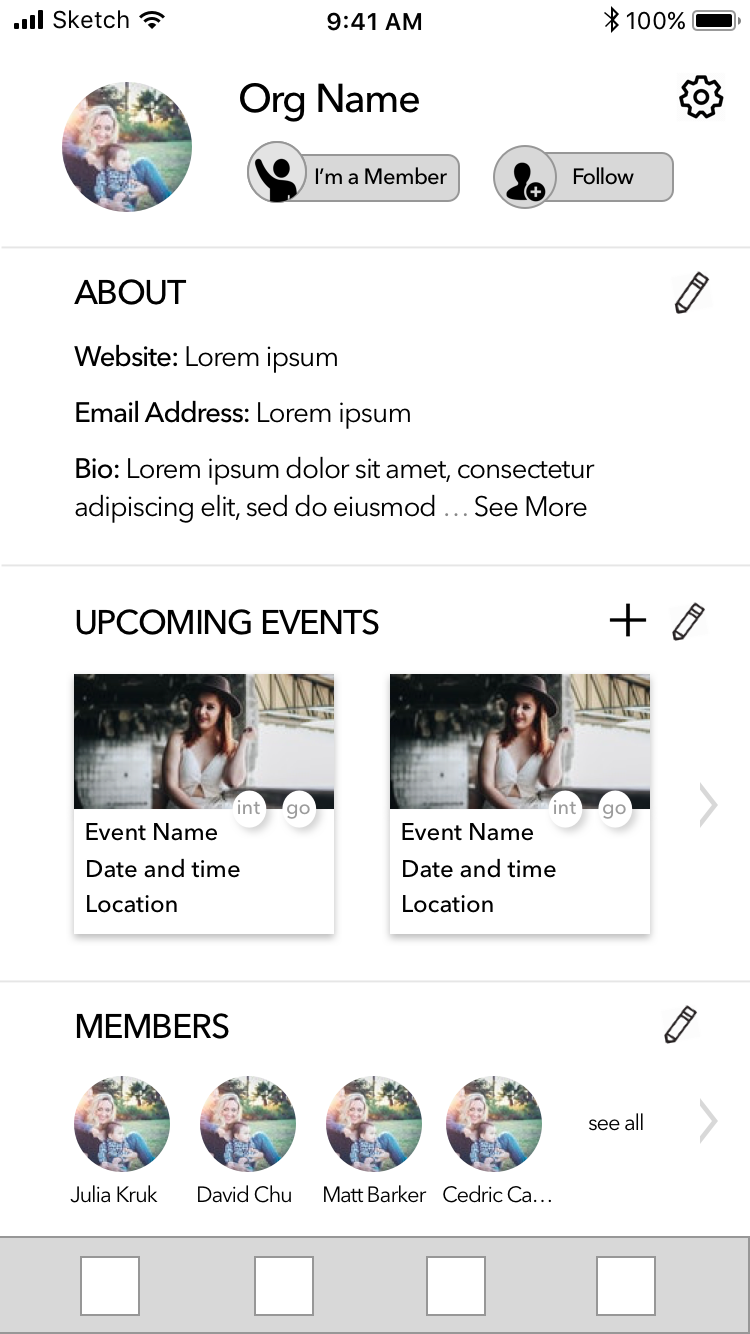 Sketch 9:41 AM 100%
Org Name
I'm a Member Follow
ABOUT
Website: Lorem ipsum
Email Address: Lorem ipsum
Bio: Lorem ipsum dolor sit amet, consectetur
adipiscing elit, sed do eiusmod ... See More
UPCOMING EVENTS
int go int go
Event Name Event Name
Date and time Date and time
Location Location
MEMBERS
see all
Julia Kruk David Chu Matt Barker Cedric Ca...